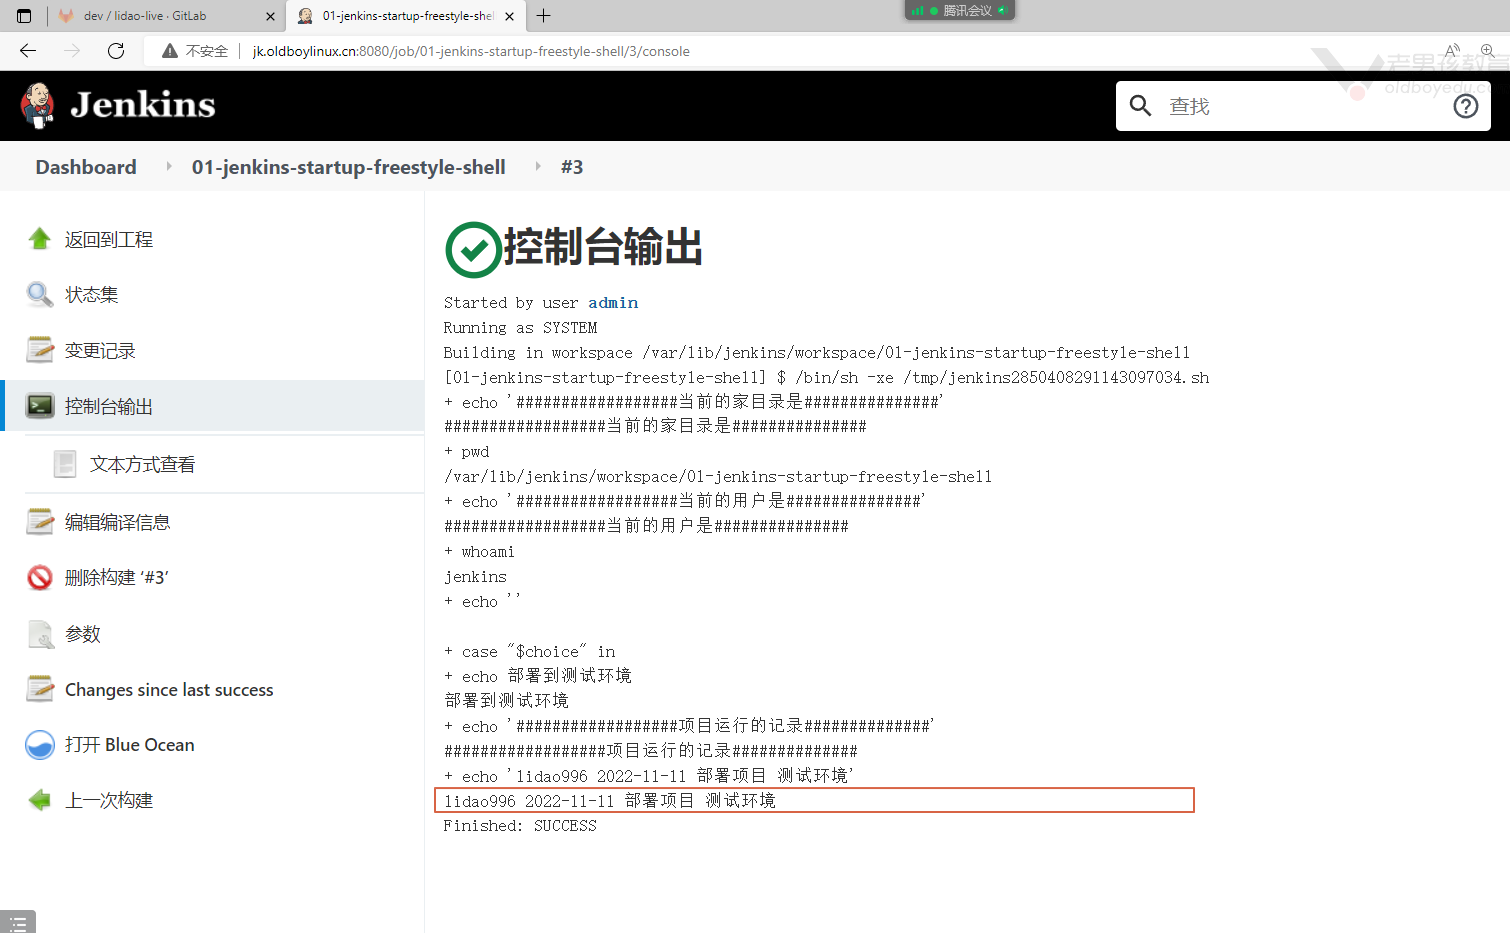 dev / lidao-live · GitLab
01-jenkins-startup-freestyle-shel
腾讯会议
不安全
jk.oldboylinux.cn:8080/job/01-jenkins-startup-freestyle-shell/3/console
老男孩教育
oldboyedu.co
Jenkins
查找
Dashboard
01-jenkins-startup-freestyle-shell
#3
返回到工程
状态集
变更记录
控制台输出
文本方式查看
编辑编译信息
删除构建 ‘#3’
参数
Changes since last success
打开 Blue Ocean
上一次构建
控制台输出
Started by user admin
Running as SYSTEM
Building in workspace /var/lib/jenkins/workspace/01-jenkins-startup-freestyle-shell
[01-jenkins-startup-freestyle-shell] $ /bin/sh -xe /tmp/jenkins2850408291143097034.sh
+ echo '##################当前的家目录是###############'
##################当前的家目录是###############
+ pwd
/var/lib/jenkins/workspace/01-jenkins-startup-freestyle-shell
+ echo '##################当前的用户是###############'
##################当前的用户是###############
+ whoami
jenkins
+ echo ''
+ case "$choice" in
+ echo 部署到测试环境
部署到测试环境
+ echo '##################项目运行的记录##############'
##################项目运行的记录##############
+ echo 'lidao996 2022-11-11 部署项目 测试环境'
lidao996 2022-11-11 部署项目 测试环境
Finished: SUCCESS